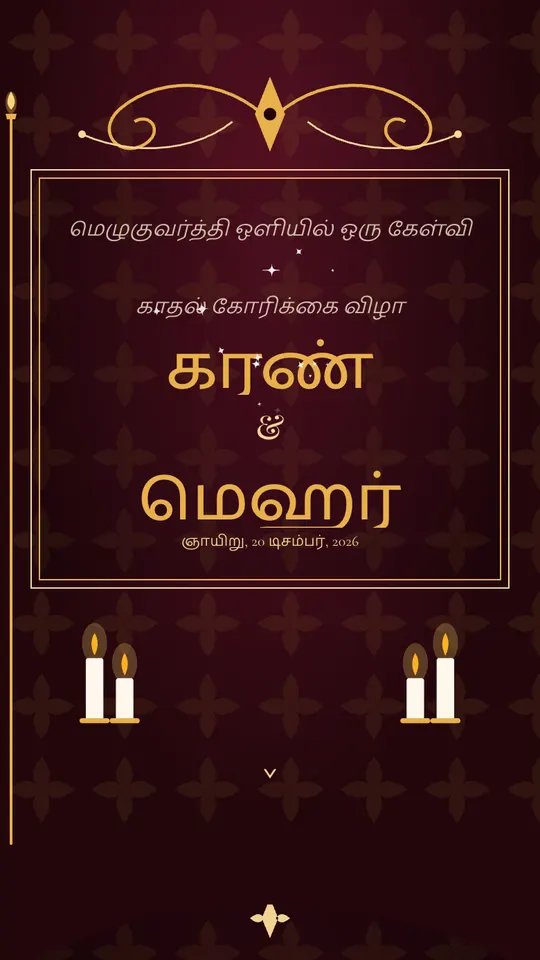 மெழுகுவர்த்தி ஒளியில் ஒரு கேள்வி
காதல் கோரிக்கை விழா
கரண்
&
மெஹர்
ஞாயிறு, 20 டிசம்பர், 2026